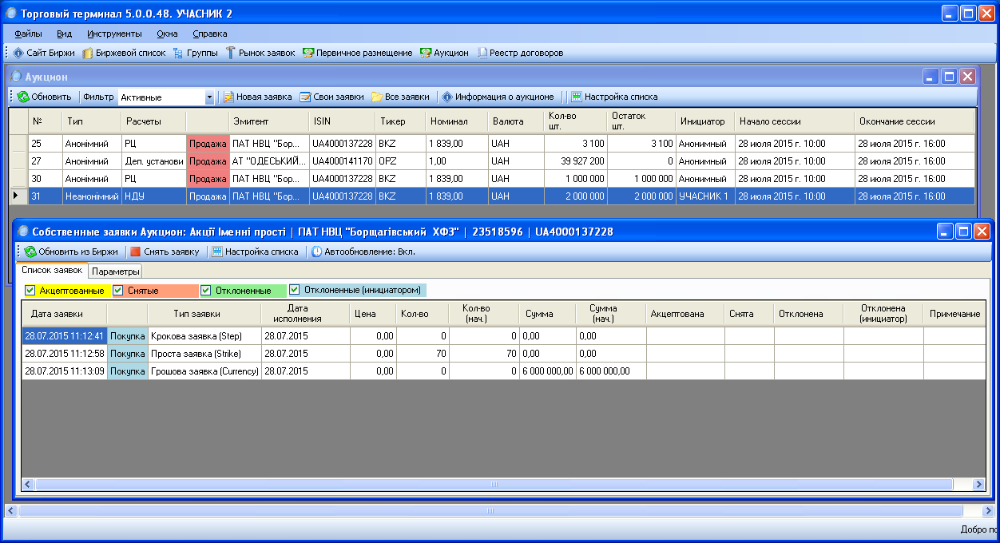 Торговый терминал 5.0.0.48. УЧАСНИК 2
Файлы Вид Инструменты Окна Справка
Сайт Биржи Биржевой список Группы Рынок заявок Первичное размещение Аукцион Реестр договоров
Аукцион
Обновить Фильтр Активные Новая заявка Свои заявки Все заявки Информация о аукционе Настройка списка
№ Тип Расчеты Эмитент ISIN Тикер Номинал Валюта Кол-во шт. Остаток шт. Инициатор Начало сессии Окончание сессии
25 Анонімний РЦ Продажа ПАТ НВЦ "Бор... UA4000137228 BKZ 1 839,00 UAH 3 100 3 100 Анонимный 28 июля 2015 г. 10:00 28 июля 2015 г. 16:00
27 Анонімний Деп. установи Продажа АТ "ОДЕСЬКИЙ... UA4000141170 OPZ 1,00 UAH 39 927 200 0 Анонимный 28 июля 2015 г. 10:00 28 июля 2015 г. 16:00
30 Анонімний РЦ Продажа ПАТ НВЦ "Бор... UA4000137228 BKZ 1 839,00 UAH 1 000 000 1 000 000 Анонимный 28 июля 2015 г. 10:00 28 июля 2015 г. 16:00
31 Неанонімний НДУ Продажа ПАТ НВЦ "Бор... UA4000137228 BKZ 1 839,00 UAH 2 000 000 2 000 000 УЧАСНИК 1 28 июля 2015 г. 10:00 28 июля 2015 г. 16:00
Собственные заявки Аукцион: Акції Іменні прості | ПАТ НВЦ "Борщагівський ХФЗ" | 23518596 | UA4000137228
Обновить из Биржи Снять заявку Настройка списка Автообновление: Вкл.
Список заявок Параметры
Акцептованные Снятые Отклоненные Отклоненные (инициатором)
Дата заявки Тип заявки Дата исполнения Цена Кол-во Кол-во (нач.) Сумма Сумма (нач.) Акцептована Снята Отклонена Отклонена (инициатор) Примечание
28.07.2015 11:12:41 Покупка Крокова заявка (Step) 28.07.2015 0,00 0 0 0,00 0,00
28.07.2015 11:12:58 Покупка Проста заявка (Strike) 28.07.2015 0,00 70 70 0,00 0,00
28.07.2015 11:13:09 Покупка Грошова заявка (Currency) 28.07.2015 0,00 0 0 6 000 000,00 6 000 000,00
Добро по